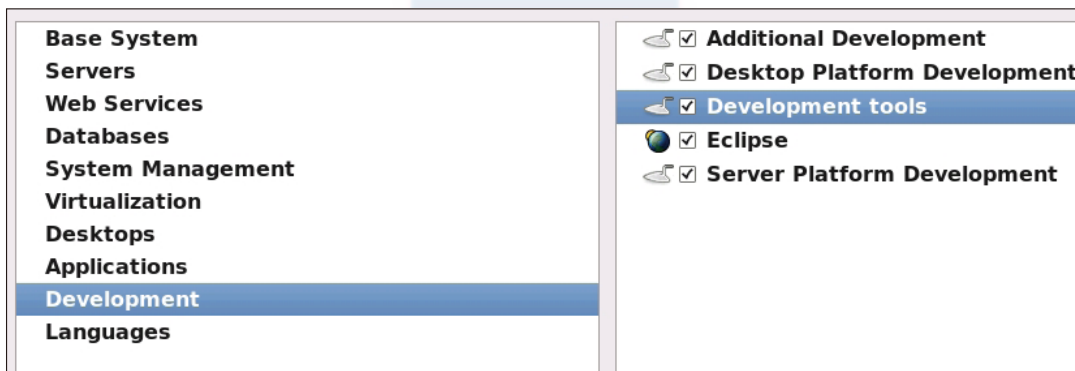 Base System
Servers
Web Services
Databases
System Management
Virtualization
Desktops
Applications
Development
Languages
Additional Development
Desktop Platform Development
Development tools
Eclipse
Server Platform Development